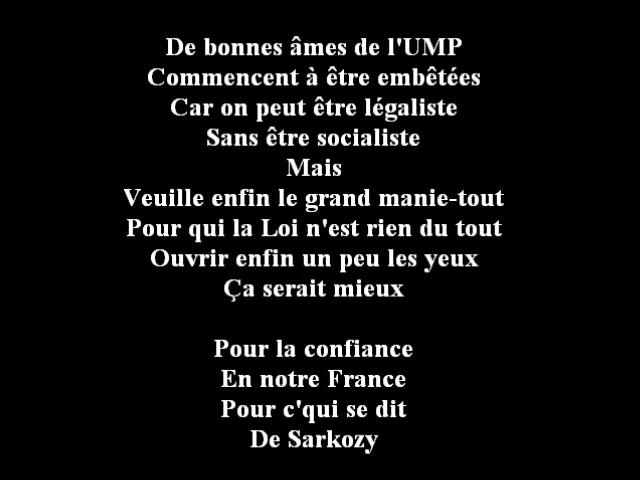 De bonnes âmes de l'UMP
Commencent à être embêtées
Car on peut être légaliste
Sans être socialiste
Mais
Veuille enfin le grand manie-tout
Pour qui la Loi n'est rien du tout
Ouvrir enfin un peu les yeux
Ça serait mieux
Pour la confiance
En notre France
Pour c'qui se dit
De Sarkozy